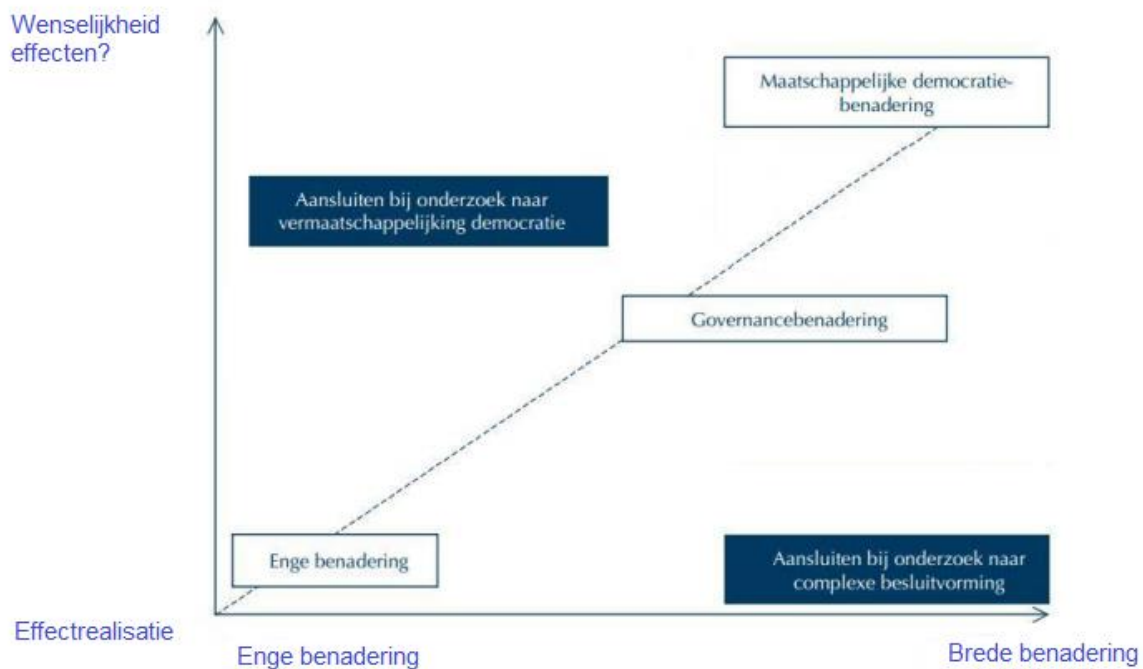 Wenselijkheid
effecten?
Maatschappelijke democratie-
benadering
Aansluiten bij onderzoek naar
vermaatschappelijking democratie
Governancebenadering
Enge benadering
Aansluiten bij onderzoek naar
complexe besluitvorming
Effectrealisatie
Enge benadering
Brede benadering